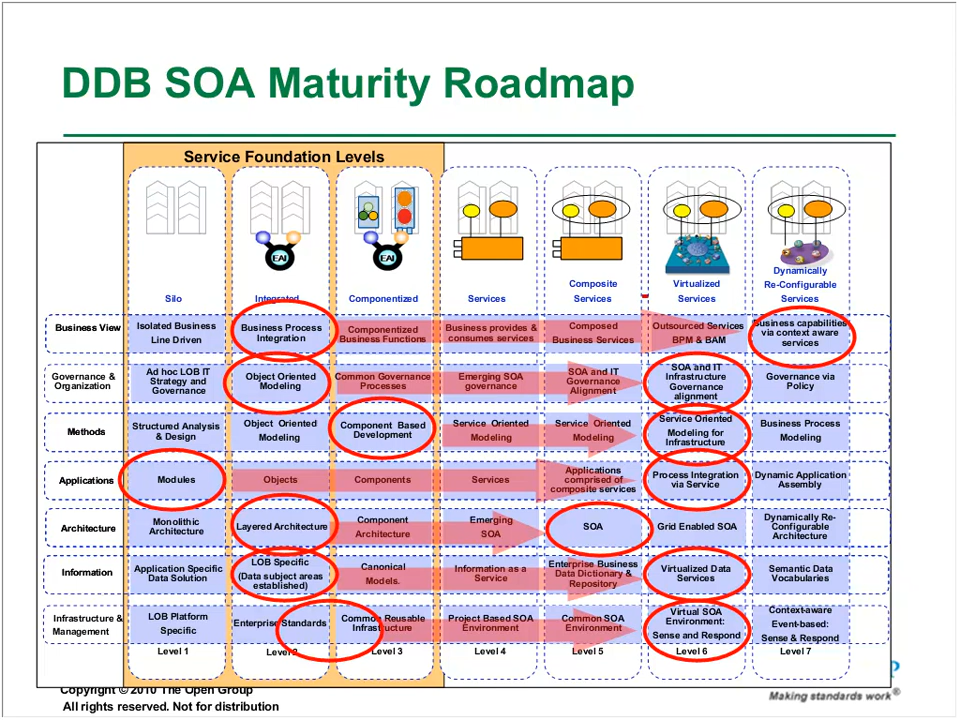 DDB SOA Maturity Roadmap
Service Foundation Levels
EAI
EAI
Silo
Integrated
Componentized
Services
Composite
Services
Virtualized
Services
Dynamically
Re-Configurable
Services
Business View
Isolated Business
Line Driven
Business Process
Integration
Componentized
Business Functions
Business provides &
consumes services
Composed
Business Services
Outsourced Services
BPM & BAM
Business capabilities
via context aware
services
Governance &
Organization
Ad hoc LOB IT
Strategy and
Governance
Object Oriented
Modeling
Common Governance
Processes
Emerging SOA
governance
SOA and IT
Governance
Alignment
SOA and IT
Infrastructure
Governance
alignment
Governance via
Policy
Methods
Structured Analysis
& Design
Object Oriented
Modeling
Component Based
Development
Service Oriented
Modeling
Service Oriented
Modeling
Service Oriented
Modeling for
Infrastructure
Business Process
Modeling
Applications
Modules
Objects
Components
Services
Applications
comprised of
composite services
Process Integration
via Service
Dynamic Application
Assembly
Architecture
Monolithic
Architecture
Layered Architecture
Component
Architecture
Emerging
SOA
SOA
Grid Enabled SOA
Dynamically Re-
Configurable
Architecture
Information
Application Specific
Data Solution
LOB Specific
(Data subject areas
established)
Canonical
Models.
Information as a
Service
Enterprise Business
Data Dictionary &
Repository
Virtualized Data
Services
Semantic Data
Vocabularies
Infrastructure &
Management
LOB Platform
Specific
Enterprise Standards
Common Reusable
Infrastructure
Project Based SOA
Environment
Common SOA
Environment
Virtual SOA
Environment:
Sense and Respond
Context-aware
Event-based:
Sense & Respond
Level 1
Level 2
Level 3
Level 4
Level 5
Level 6
Level 7
Copyright © 2010 The Open Group
All rights reserved. Not for distribution
P
Making standards work®